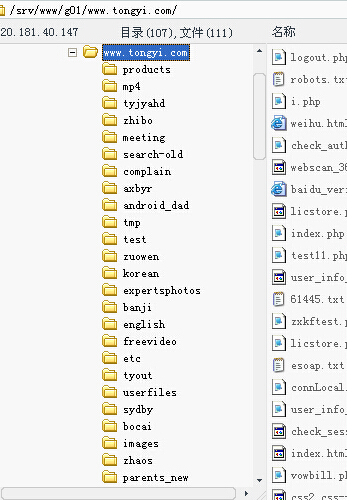 /srv/www/g01/www.tongyi.com/
20.181.40.147 目录(107),文件(111) 名称
www.tongyi.com
products
mp4
tyjyahd
zhibo
meeting
search-old
complain
axbyr
android_dad
tmp
test
zuowen
korean
expertsphotos
banji
english
freevideo
etc
tyout
userfiles
sydby
bocai
images
zhaos
parents_new
logout.php
robots.tx
i.php
weihu.html
check_auth
webscan_36
baidu_veri
licstore.p
index.php
test11.php
user_info_
61445.txt
zxkftest.p
licstore.p
esoap.txt
connLocal.
user_info_
check_sess
index.html
vowbill.ph
css2.css-